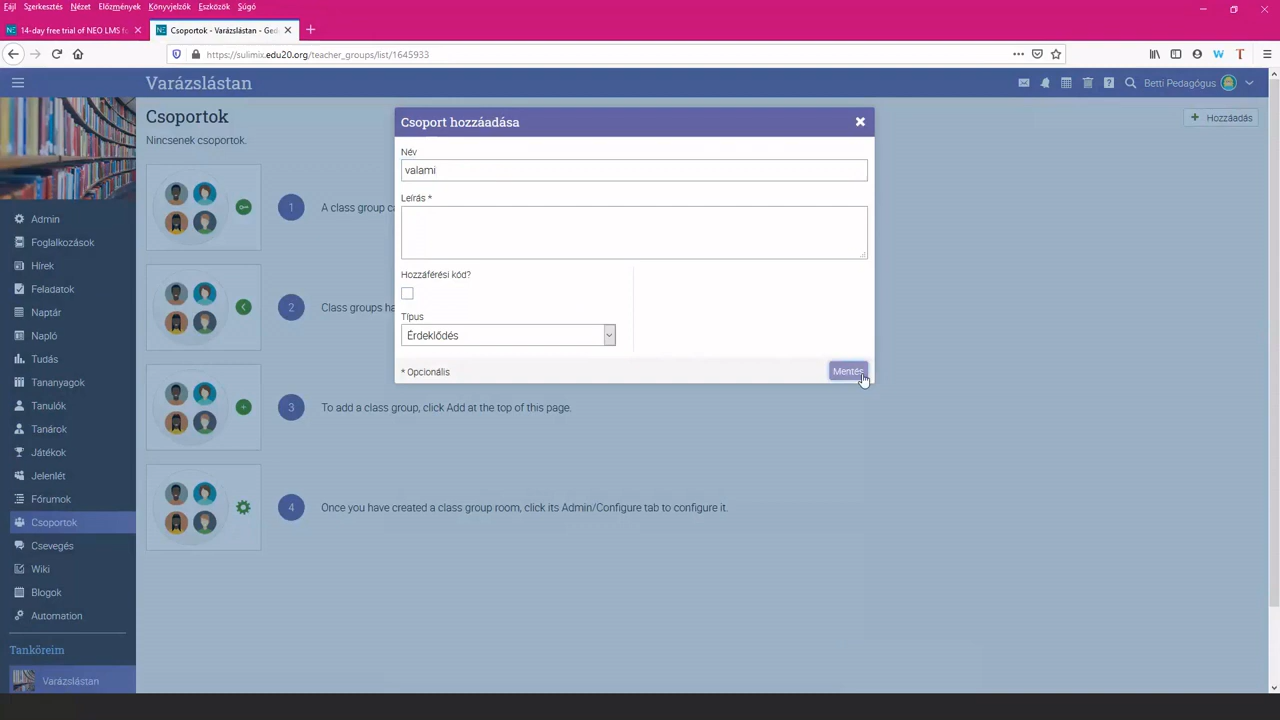 Fájl Szerkesztés Nézet Előzmények Könyvjelzők Eszközök Súgó
14-day free trial of NEO LMS fo
Csoportok - Varázslástan - Ged
https://sulimix.edu20.org/teacher_groups/list/1645933
Varázslástan
Betti Pedagógus
Csoportok
Hozzáadás
Nincsenek csoportok.
Csoport hozzáadása
Név
valami
Leírás *
Hozzáférési kód?
Típus
Érdeklődés
* Opcionális
Mentés
1 A class group ca
2 Class groups ha
3 To add a class group, click Add at the top of this page.
4 Once you have created a class group room, click its Admin/Configure tab to configure it.
Admin
Foglalkozások
Hírek
Feladatok
Naptár
Napló
Tudás
Tananyagok
Tanulók
Tanárok
Játékok
Jelenlét
Fórumok
Csoportok
Csevegés
Wiki
Blogok
Automation
Tanköreim
Varázslástan